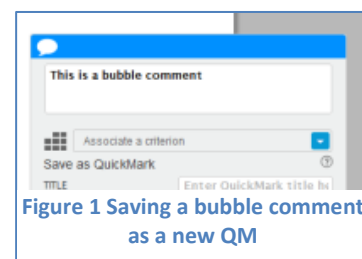 This is a bubble comment
Associate a criterion
Save as QuickMark
TITLE
Enter QuickMark title he
Figure 1 Saving a bubble comment
as a new QM